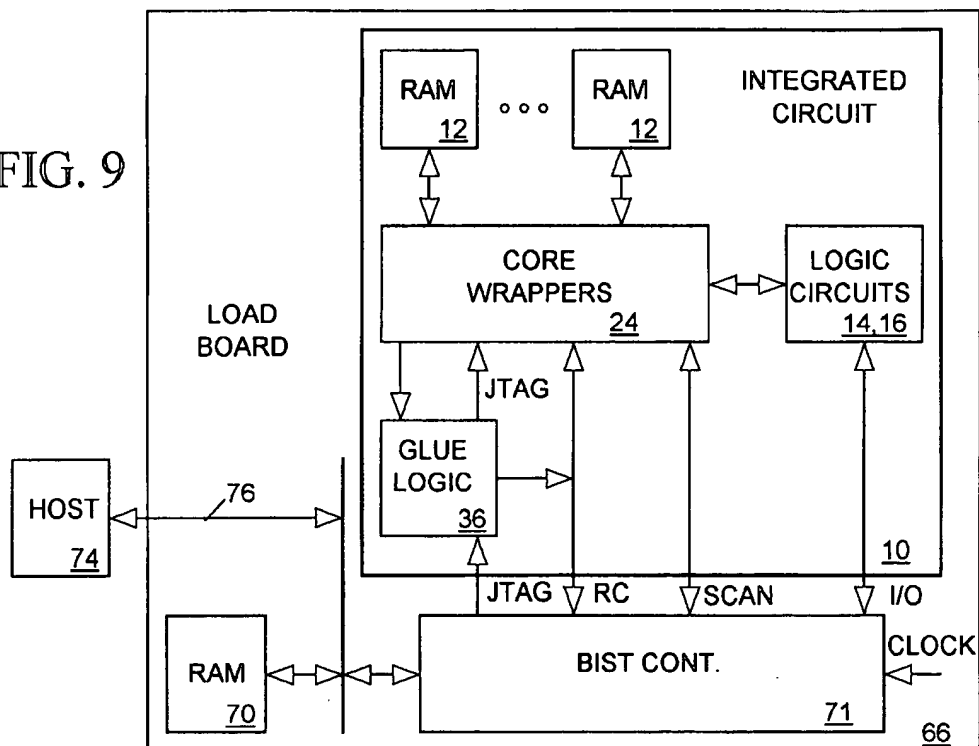 FIG. 9
RAM
12
RAM
12
INTEGRATED
CIRCUIT
CORE
WRAPPERS
24
LOGIC
CIRCUITS
14,16
LOAD
BOARD
JTAG
GLUE
LOGIC
36
HOST
74
76
10
JTAG
RC
SCAN
I/O
RAM
70
BIST CONT.
71
CLOCK
66